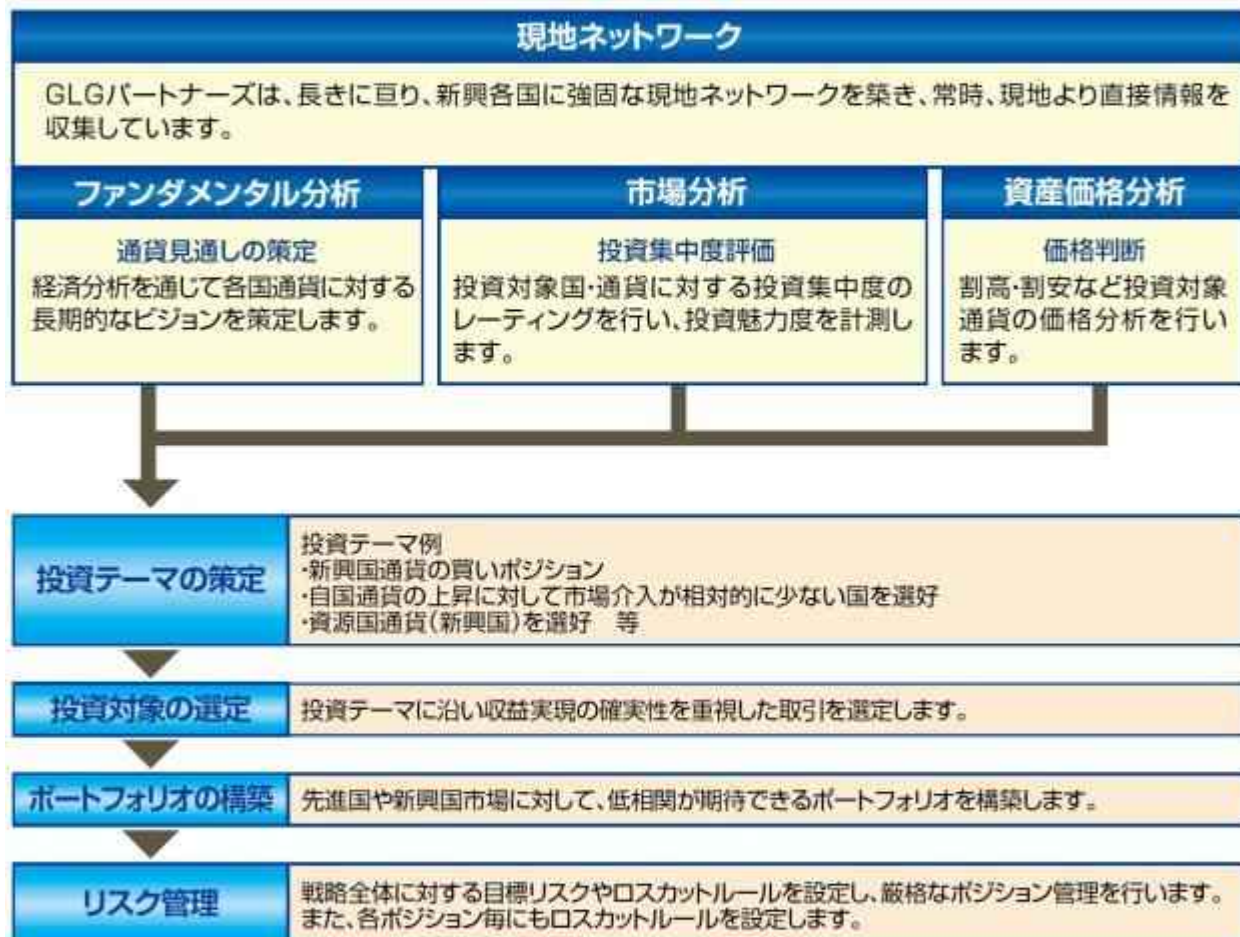 現地ネットワーク
GLGパートナーズは、長きに亘り、新興各国に強固な現地ネットワークを築き、常時、現地より直接情報を
収集しています。
ファンダメンタル分析
通貨見通しの策定
経済分析を通じて各国通貨に対する
長期的なビジョンを策定します。
市場分析
投資集中度評価
投資対象国・通貨に対する投資集中度の
レーティングを行い、投資魅力度を計測し
ます。
資産価格分析
価格判断
割高・割安など投資対象
通貨の価格分析を行い
ます。
投資テーマの策定
投資テーマ例
・新興国通貨の買いポジション
・自国通貨の上昇に対して市場介入が相対的に少ない国を選好
・資源国通貨(新興国)を選好　等
投資対象の選定
投資テーマに沿い収益実現の確実性を重視した取引を選定します。
ポートフォリオの構築
先進国や新興国市場に対して、低相関が期待できるポートフォリオを構築します。
リスク管理
戦略全体に対する目標リスクやロスカットルールを設定し、厳格なポジション管理を行います。
また、各ポジション毎にもロスカットルールを設定します。